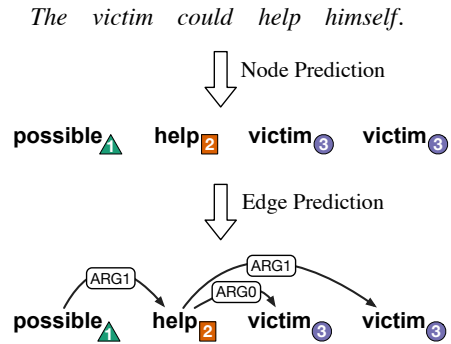 The victim could help himself.
Node Prediction
possible 1 help 2 victim 3 victim 3
Edge Prediction
ARG1
ARG1
ARG0
possible 1 help 2 victim 3 victim 3